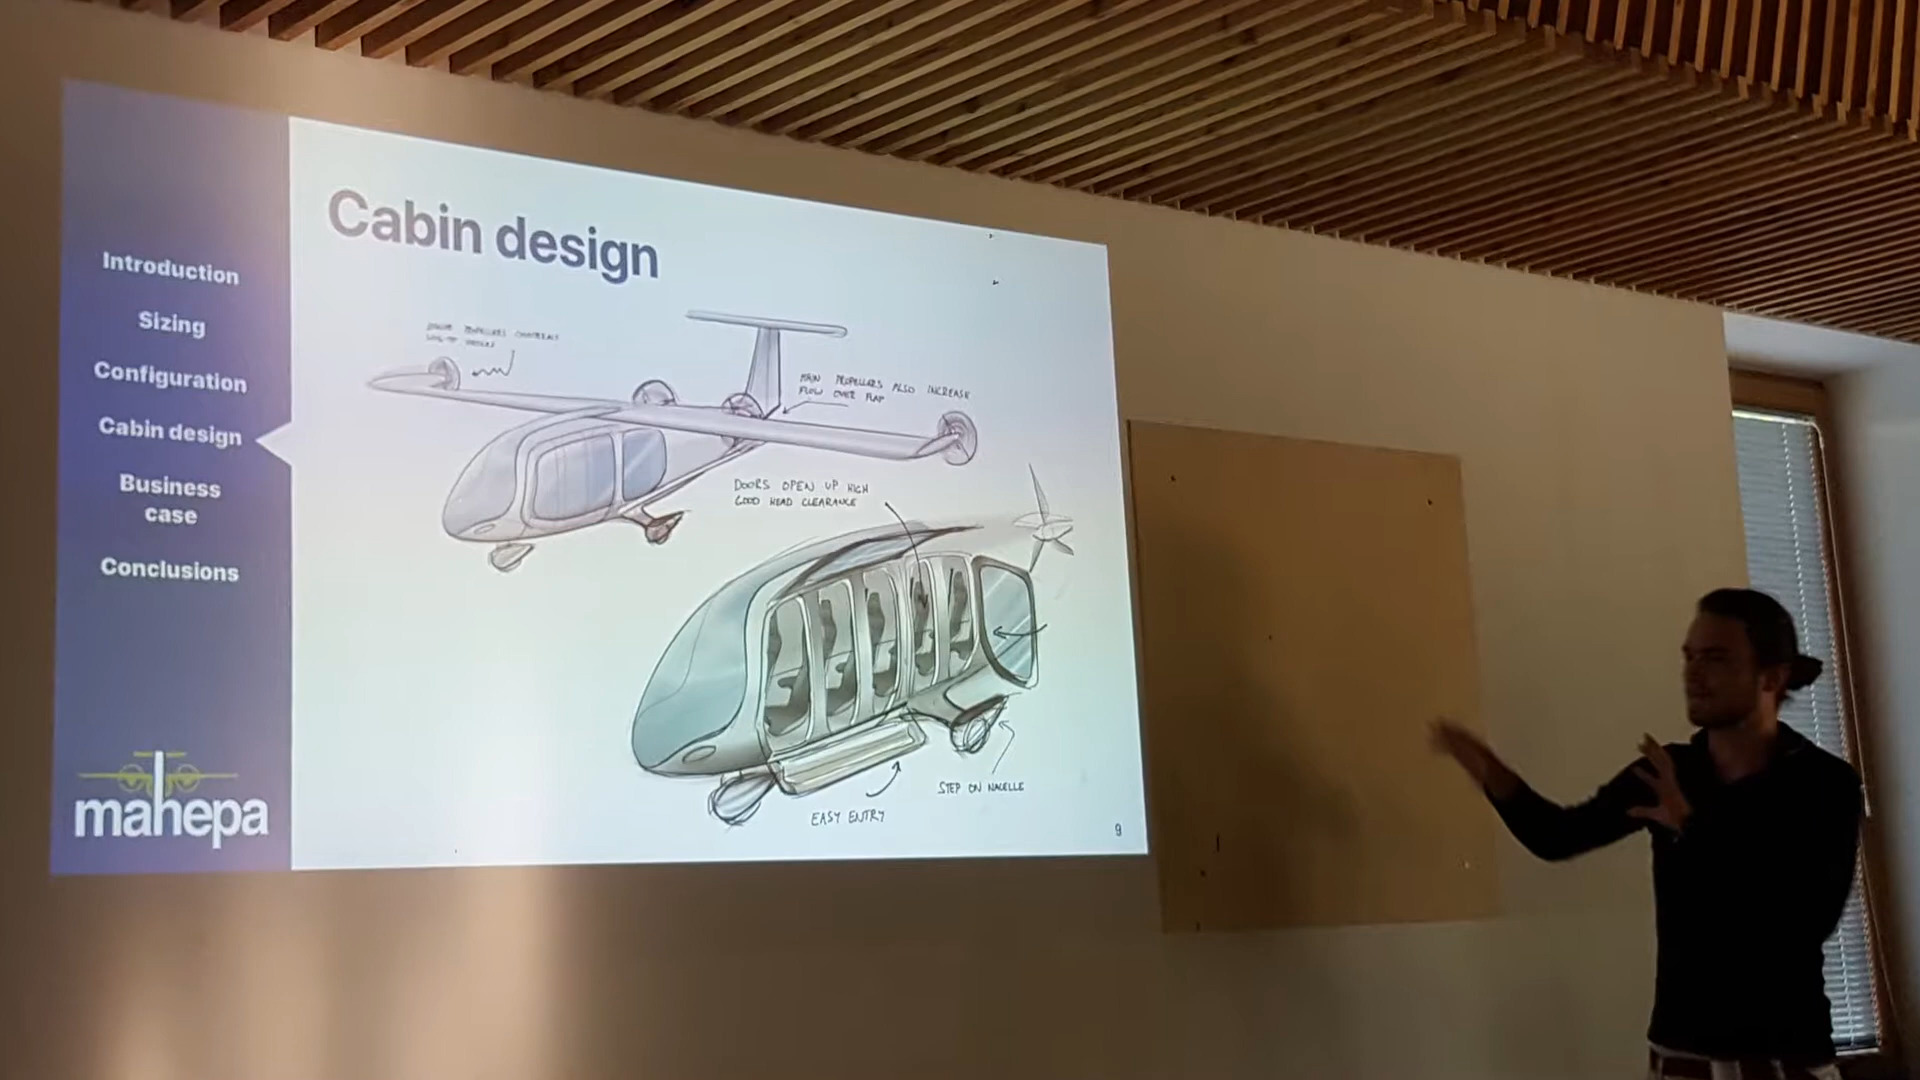 Introduction
Sizing
Configuration
Cabin design
Business
case
Conclusions
mahepa
Cabin design
MAIN PROPELLERS ALSO INCREASE
FLOW OVER FLAP
DOORS OPEN UP HIGH
GOOD HEAD CLEARANCE
STEP ON NACELLE
EASY ENTRY
9